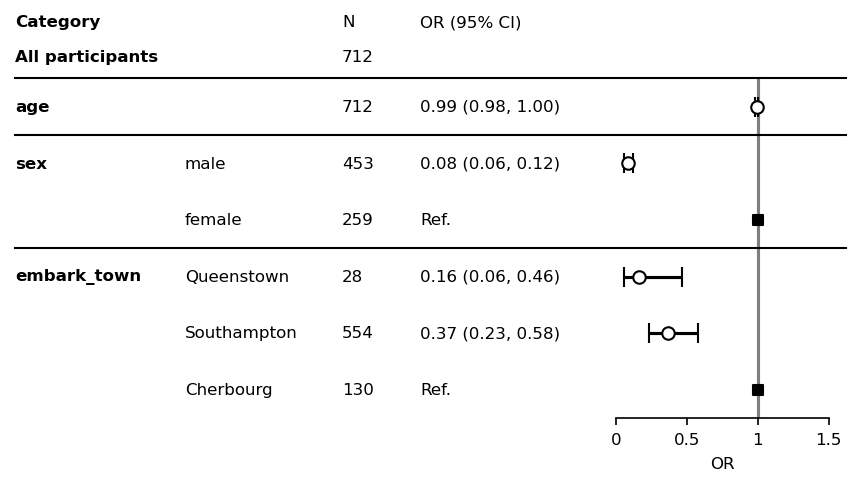 Category N OR (95% CI)
All participants 712
age 712 0.99 (0.98, 1.00)
sex male 453 0.08 (0.06, 0.12)
female 259 Ref.
embark_town Queenstown 28 0.16 (0.06, 0.46)
Southampton 554 0.37 (0.23, 0.58)
Cherbourg 130 Ref.
0 0.5 1 1.5
OR